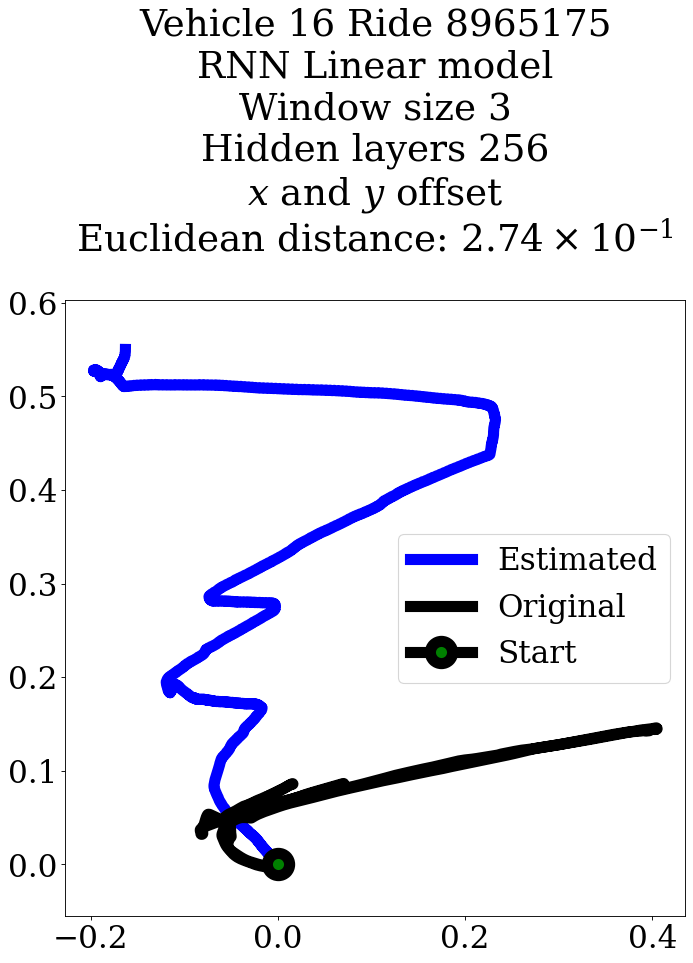 Vehicle 16 Ride 8965175
RNN Linear model
Window size 3
Hidden layers 256
x and y offset
Euclidean distance: 2.74 × 10⁻¹
0.6
0.5
0.4
0.3
0.2
0.1
0.0
Estimated
Original
Start
−0.2 0.0 0.2 0.4